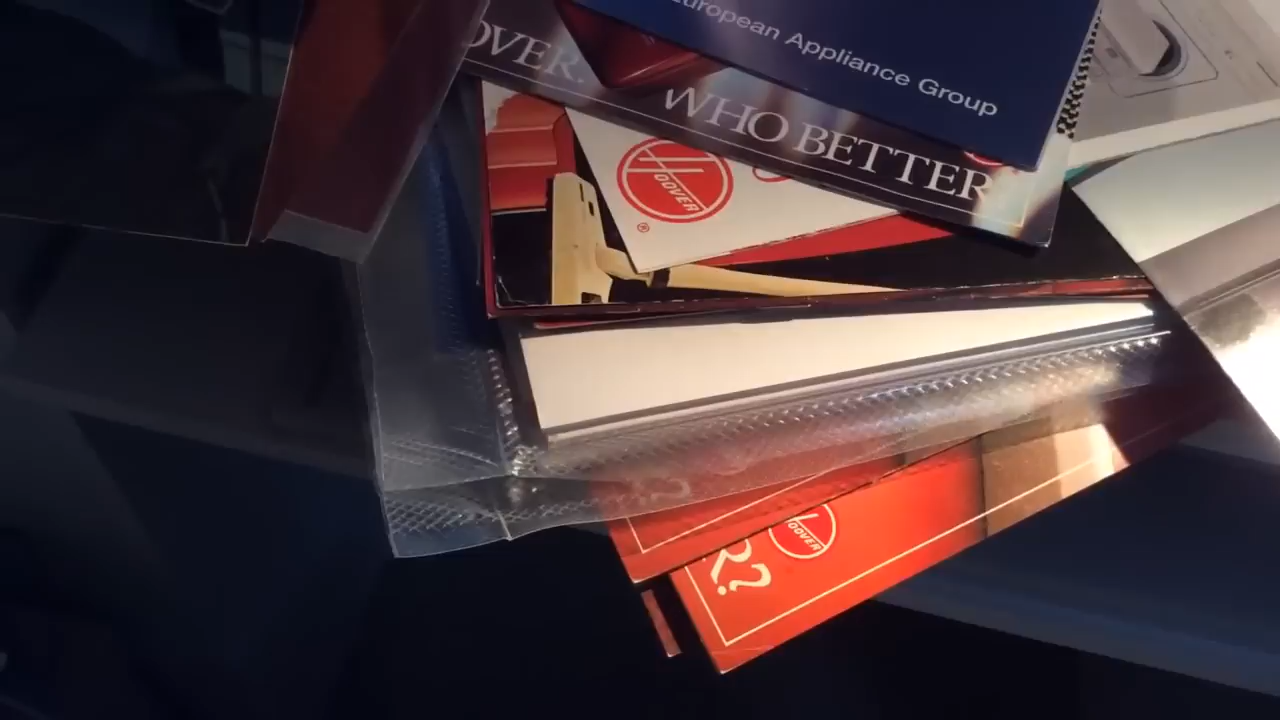 European Appliance Group
OVER.
WHO BETTER
HOOVER
®
HOOVER
R?